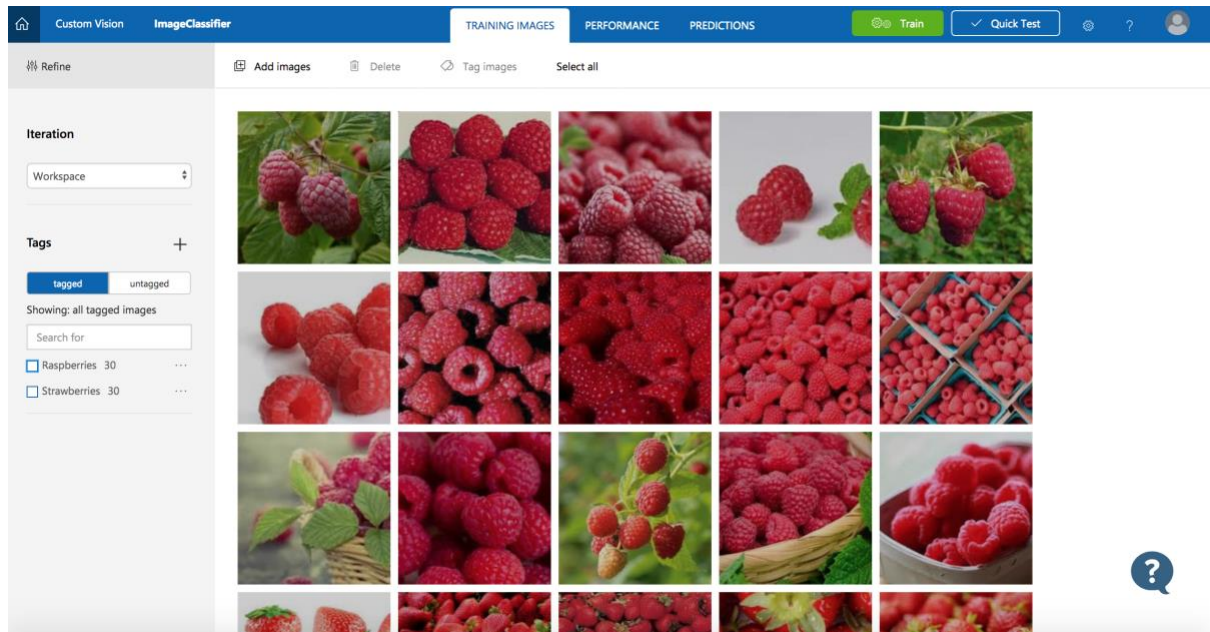 Custom Vision ImageClassifier TRAINING IMAGES PERFORMANCE PREDICTIONS Train Quick Test ?
Refine Add images Delete Tag images Select all
Iteration
Workspace
Tags +
tagged untagged
Showing: all tagged images
Search for
Raspberries 30 ...
Strawberries 30 ...
?